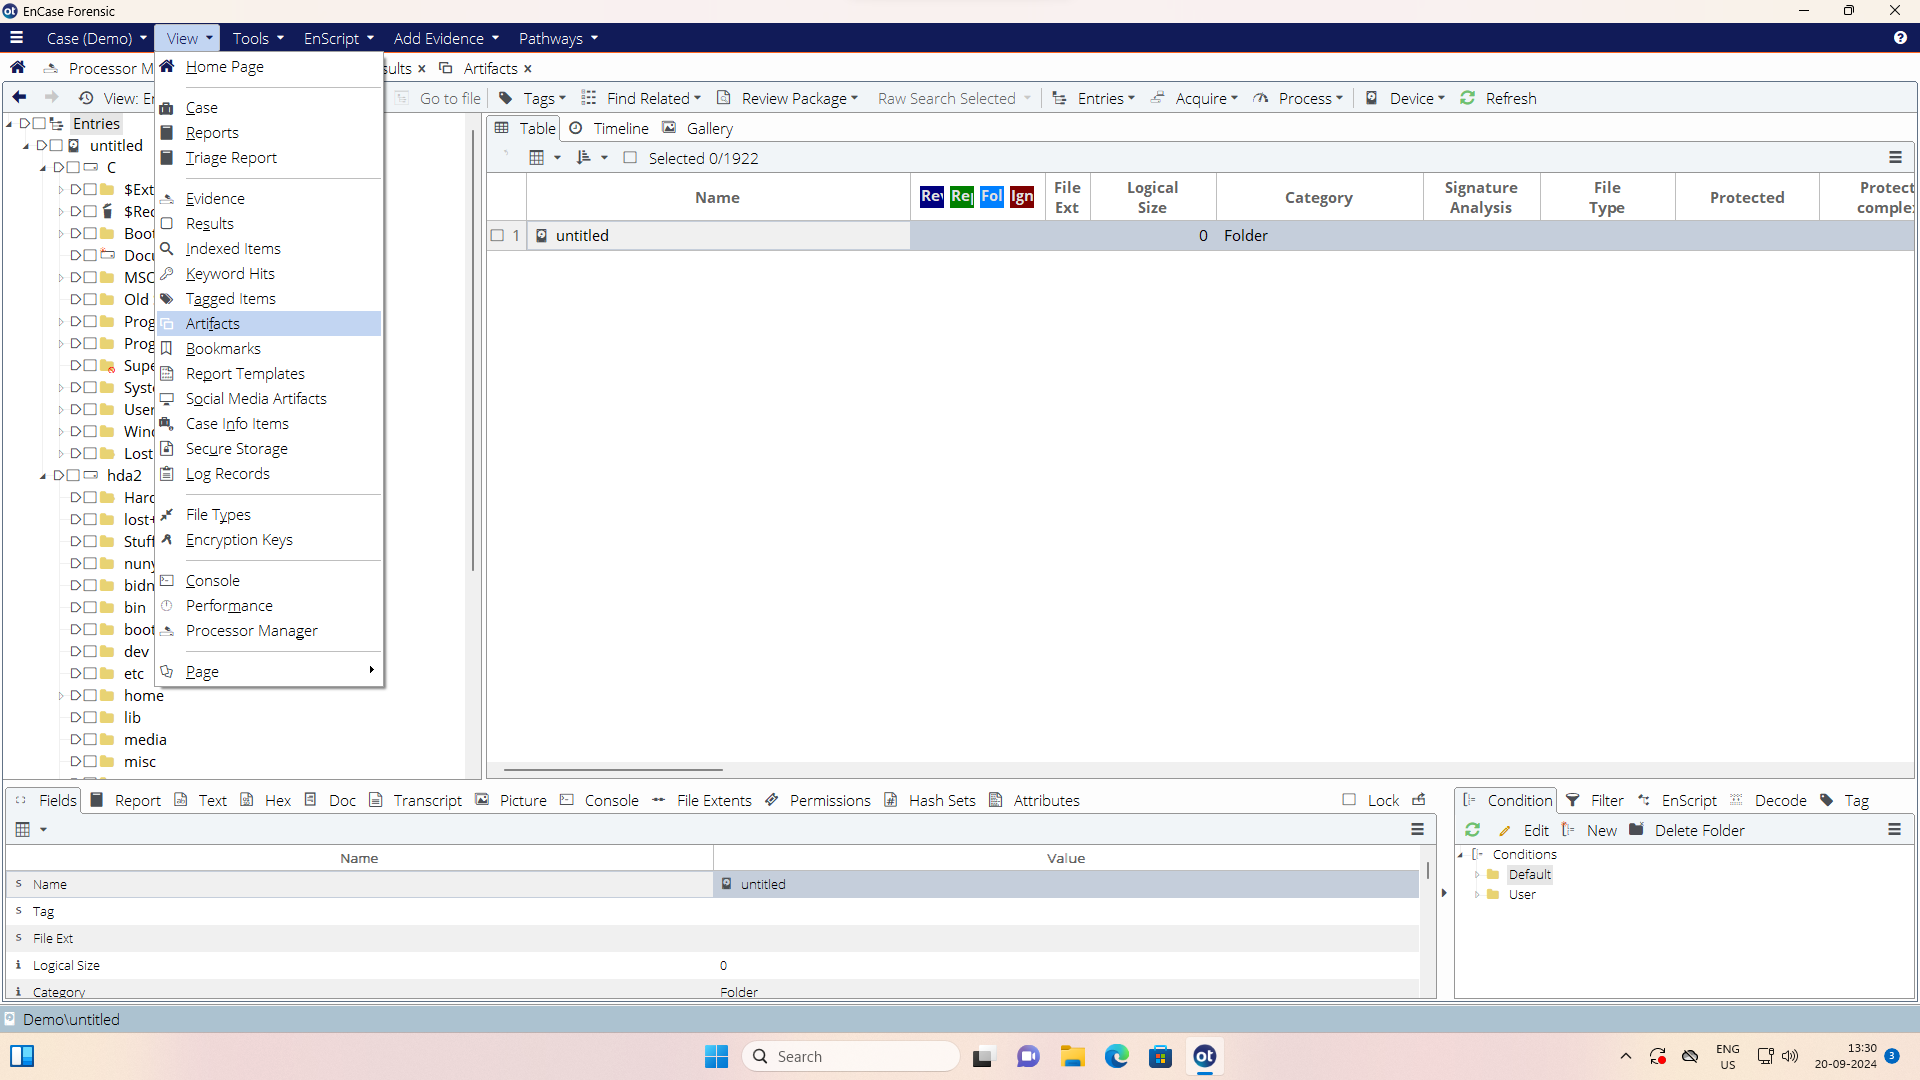 EnCase Forensic
Case (Demo) View Tools EnScript Add Evidence Pathways
Processor M sults Artifacts
View: En Go to file Tags Find Related Review Package Raw Search Selected Entries Acquire Process Device Refresh
Home Page
Case
Reports
Triage Report
Evidence
Results
Indexed Items
Keyword Hits
Tagged Items
Artifacts
Bookmarks
Report Templates
Social Media Artifacts
Case Info Items
Secure Storage
Log Records
File Types
Encryption Keys
Console
Performance
Processor Manager
Page
Entries
untitled
C
$Ext
$Rec
Boot
Docu
MSO
Old
Prog
Prog
Supe
Syste
User
Wind
Lost
hda2
Hard
lost+
Stuff
nuny
bidn
bin
boot
dev
etc
home
lib
media
misc
Table Timeline Gallery
Selected 0/1922
Name Rev Rep Fol Ign File Ext Logical Size Category Signature Analysis File Type Protected Protect comple
1 untitled 0 Folder
Fields Report Text Hex Doc Transcript Picture Console File Extents Permissions Hash Sets Attributes Lock
Name Value
s Name untitled
s Tag
s File Ext
i Logical Size 0
i Category Folder
Condition Filter EnScript Decode Tag
Edit New Delete Folder
Conditions
Default
User
Demo\untitled
Search
ot
ENG
US
13:30
20-09-2024
3